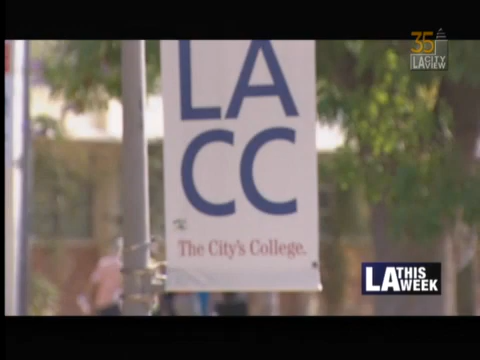 35
LA CITY
VIEW
LA
CC
The City's College.
LA THIS
WEEK